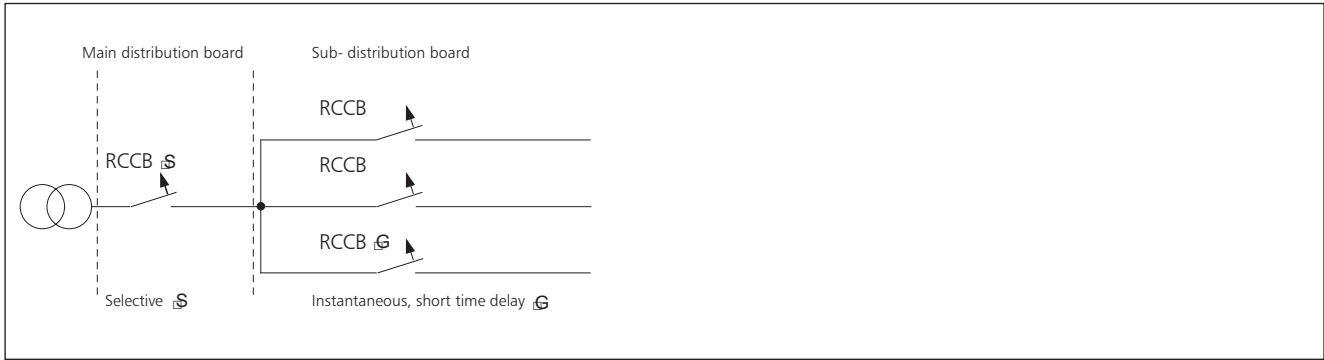 Main distribution board
Sub- distribution board
RCCB
RCCB S
RCCB
RCCB G
Selective S
Instantaneous, short time delay G